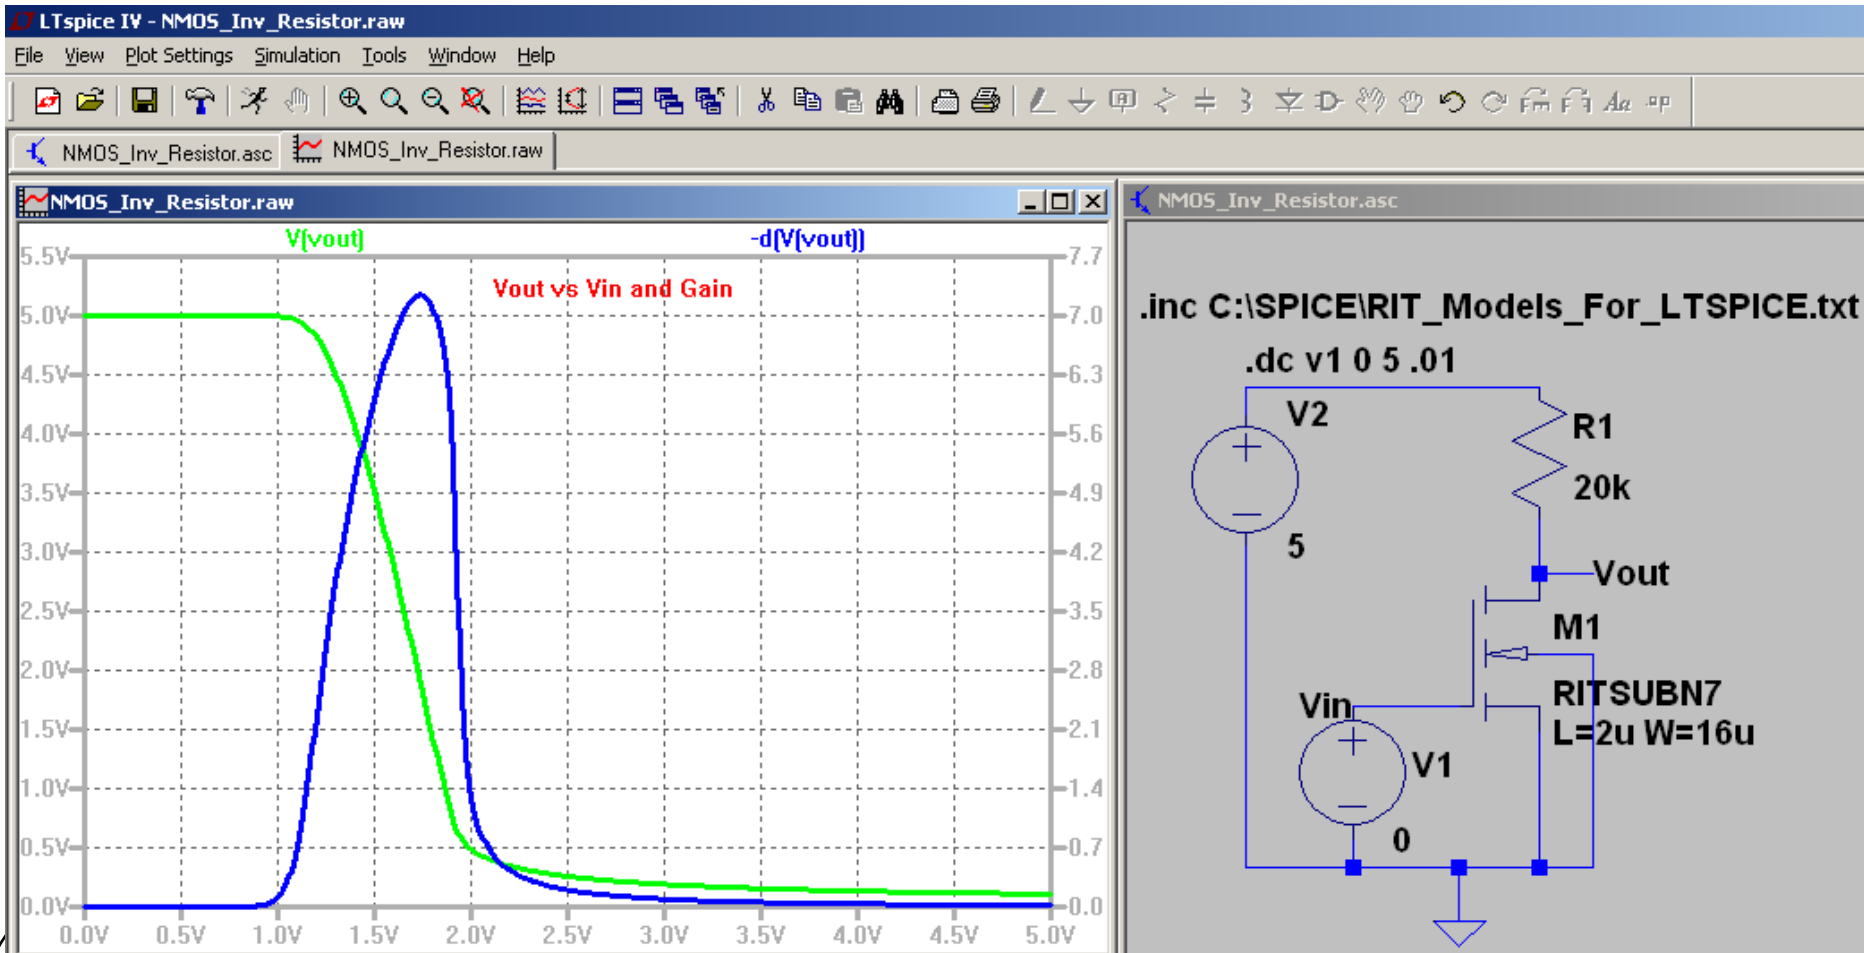 LTspice IV - NMOS_Inv_Resistor.raw
File View Plot Settings Simulation Tools Window Help
NMOS_Inv_Resistor.asc NMOS_Inv_Resistor.raw
NMOS_Inv_Resistor.raw
V(vout) -d(V(vout))
Vout vs Vin and Gain
5.5V 7.7
5.0V 7.0
4.5V 6.3
4.0V 5.6
3.5V 4.9
3.0V 4.2
2.5V 3.5
2.0V 2.8
1.5V 2.1
1.0V 1.4
0.5V 0.7
0.0V 0.0
0.0V 0.5V 1.0V 1.5V 2.0V 2.5V 3.0V 3.5V 4.0V 4.5V 5.0V
NMOS_Inv_Resistor.asc
.inc C:\SPICE\RIT_Models_For_LTSPICE.txt
.dc v1 0 5 .01
V2
5
R1
20k
Vout
M1
RITSUBN7
L=2u W=16u
Vin
V1
0